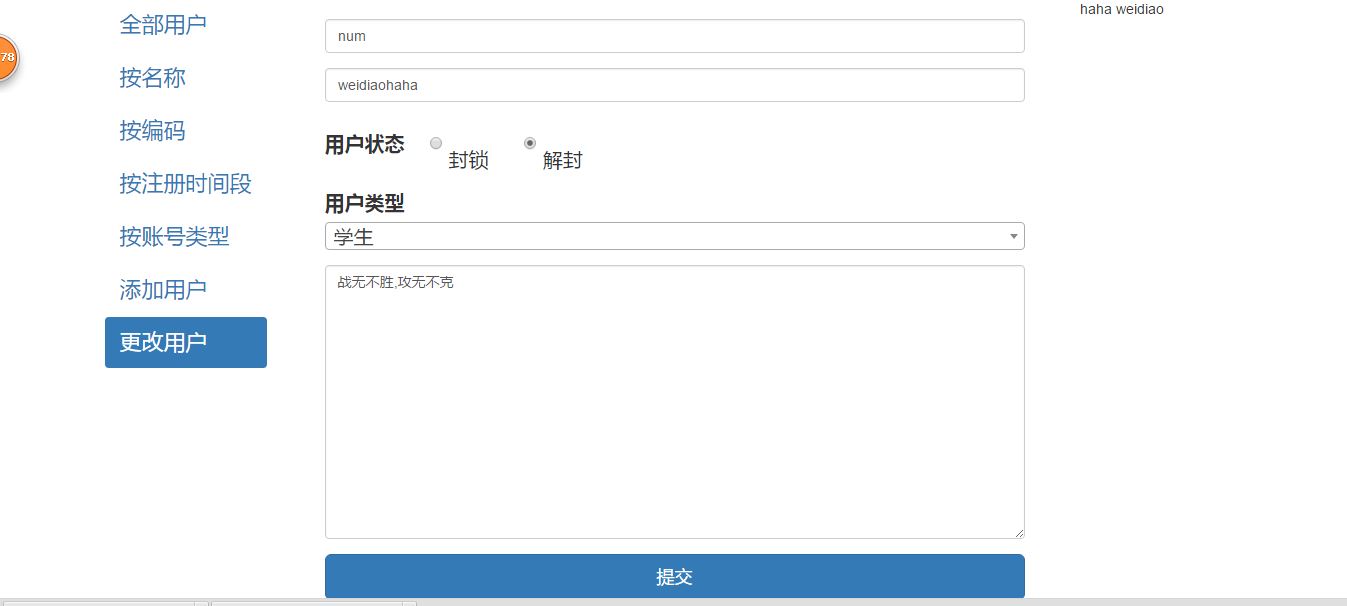 全部用户
按名称
按编码
按注册时间段
按账号类型
添加用户
更改用户
78
num
weidiaohaha
用户状态 封锁 解封
用户类型
学生
战无不胜,攻无不克
提交
haha weidiao